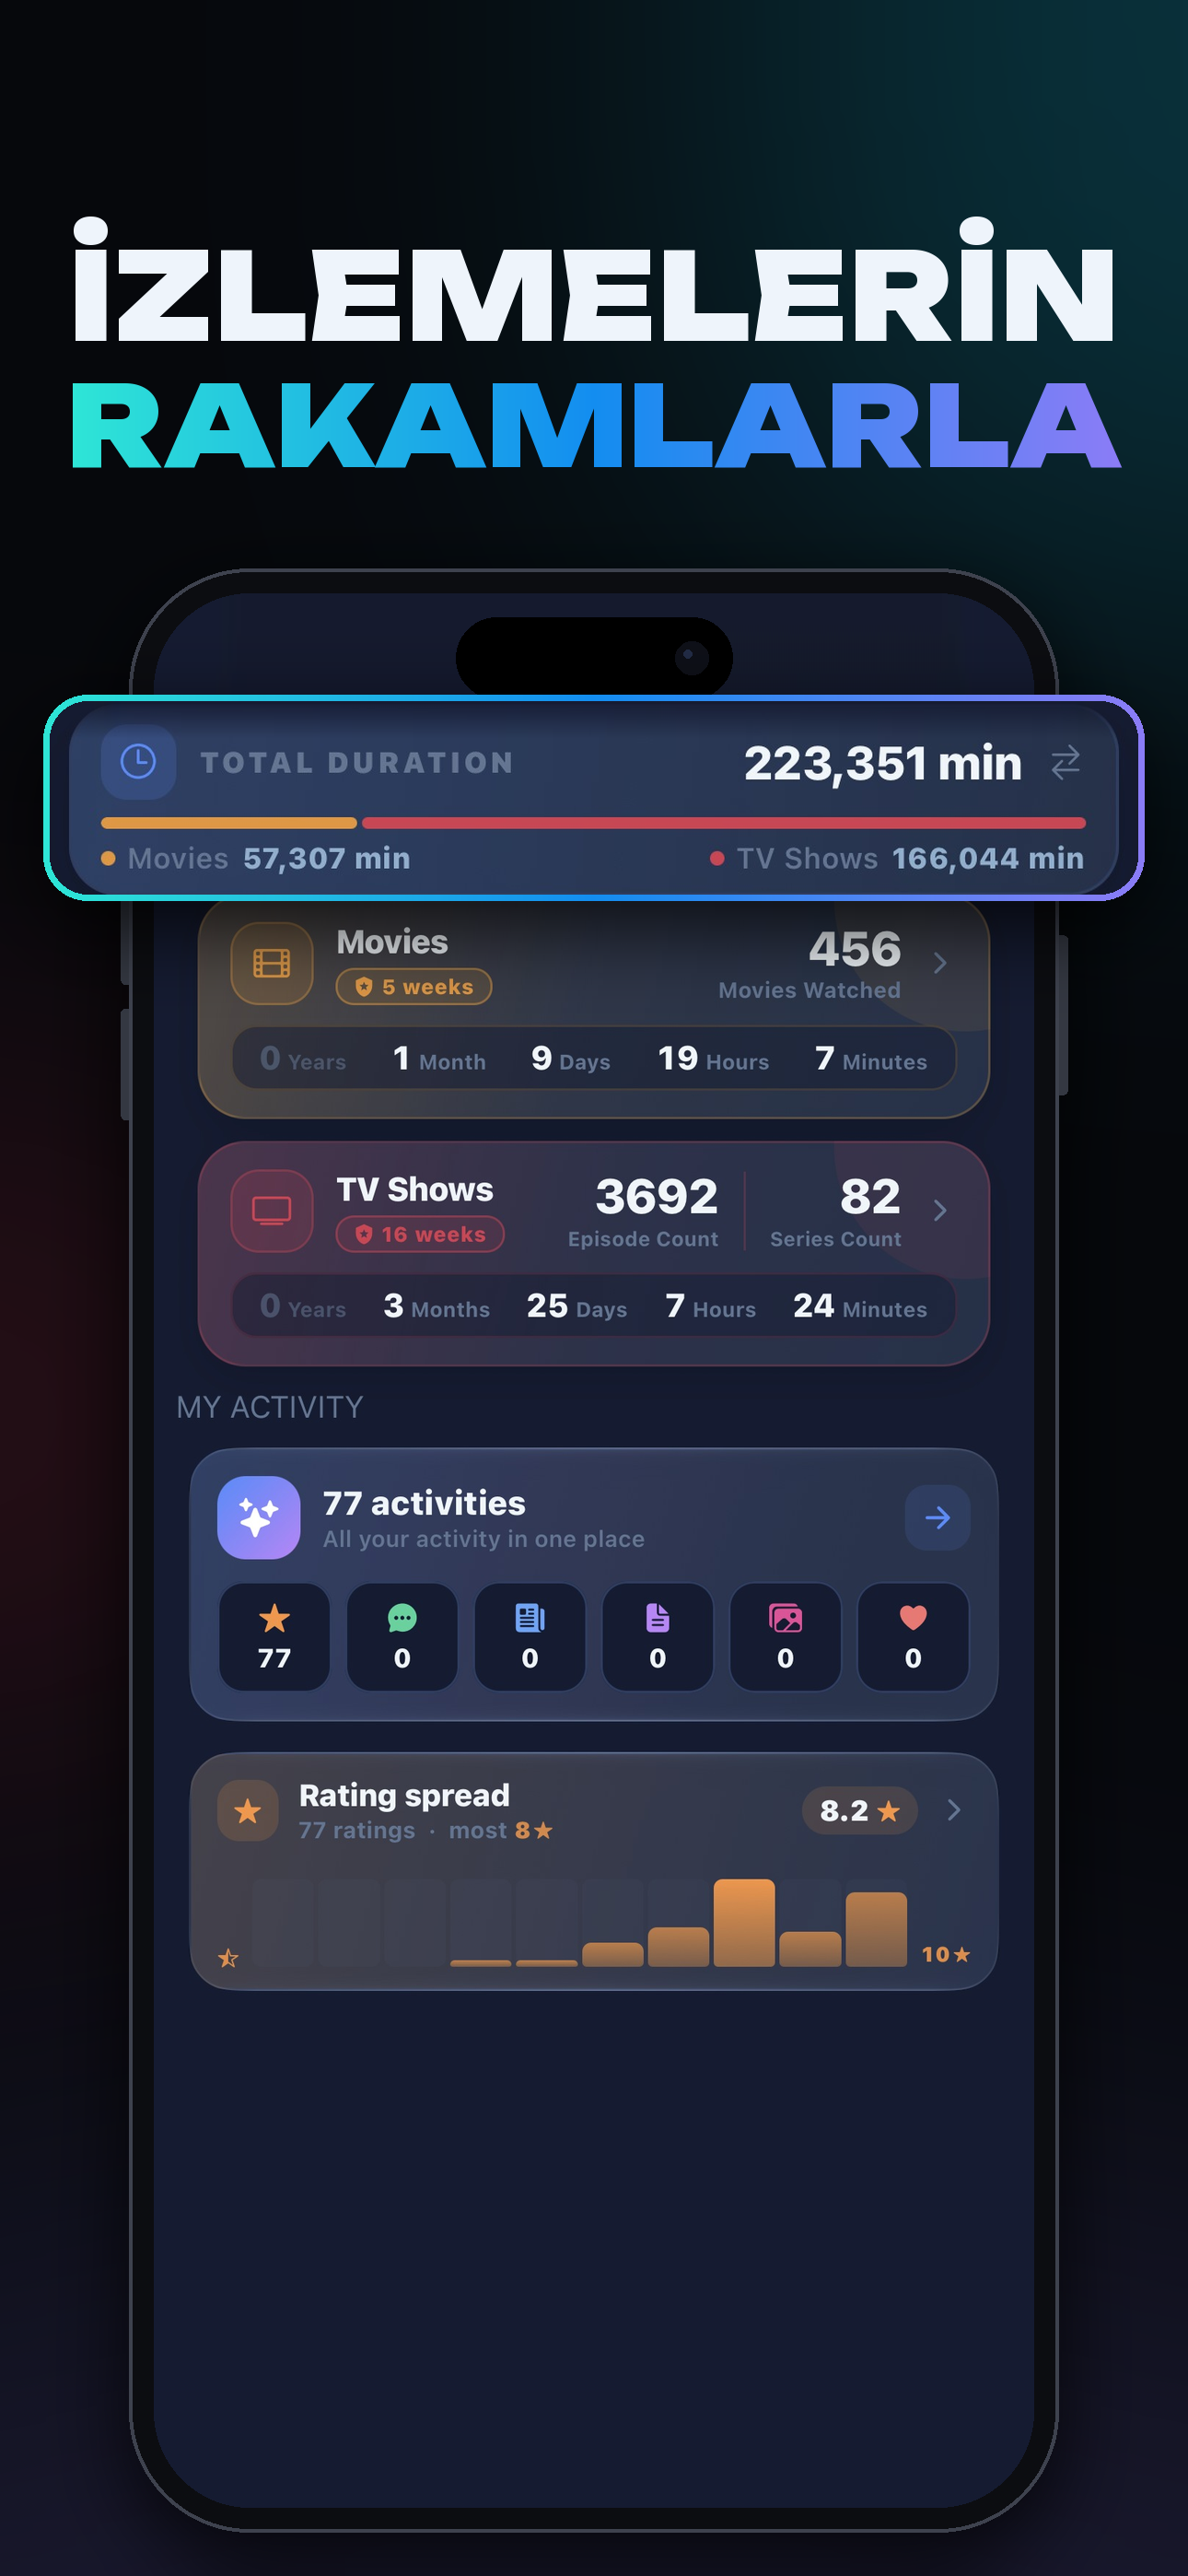 İZLEMELERİN
RAKAMLARLA
TOTAL DURATION 223,351 min
Movies 57,307 min TV Shows 166,044 min
Movies 456
5 weeks Movies Watched
0 Years 1 Month 9 Days 19 Hours 7 Minutes
TV Shows 3692 82
16 weeks Episode Count Series Count
0 Years 3 Months 25 Days 7 Hours 24 Minutes
MY ACTIVITY
77 activities
All your activity in one place
77 0 0 0 0 0
Rating spread 8.2 ★
77 ratings · most 8★
10★